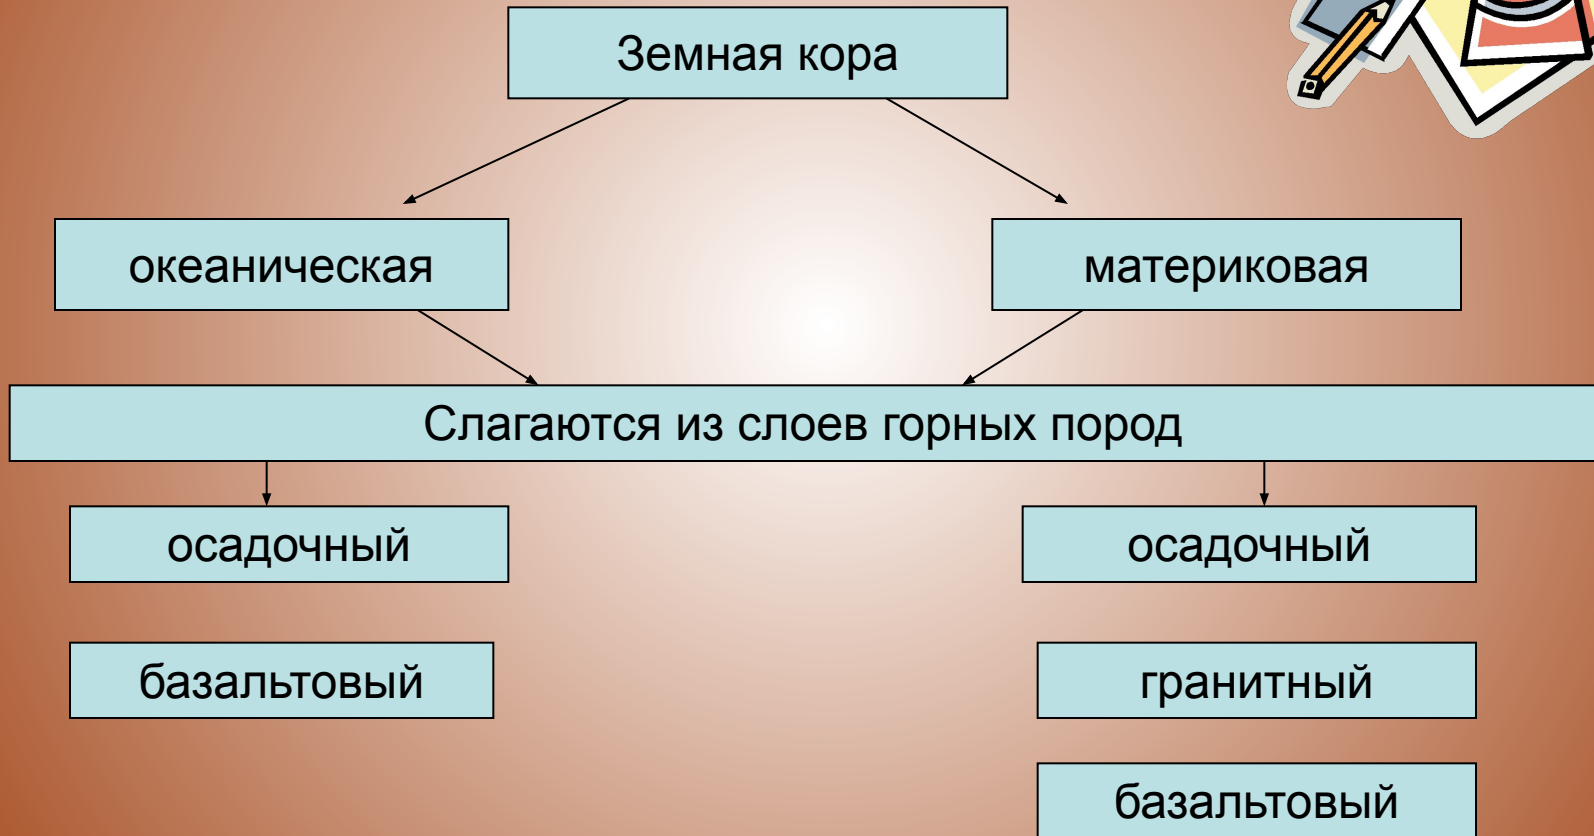 Земная кора
океаническая
материковая
Слагаются из слоев горных пород
осадочный
осадочный
базальтовый
гранитный
базальтовый